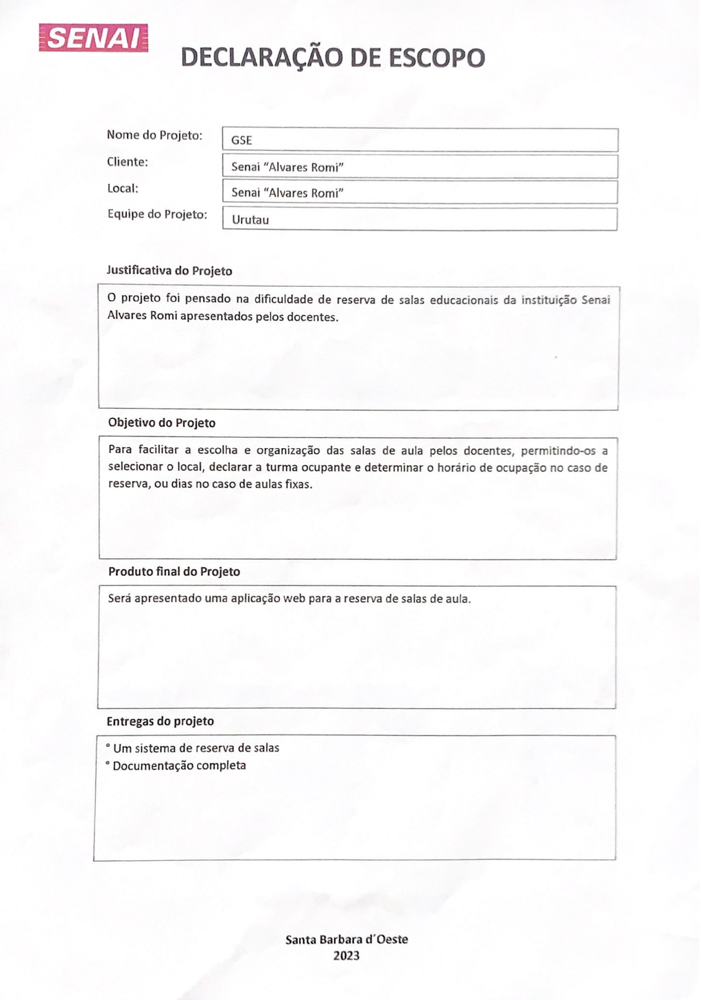 SENAI
DECLARAÇÃO DE ESCOPO
Nome do Projeto: GSE
Cliente: Senai “Alvares Romi”
Local: Senai “Alvares Romi”
Equipe do Projeto: Urutau
Justificativa do Projeto
O projeto foi pensado na dificuldade de reserva de salas educacionais da instituição Senai
Alvares Romi apresentados pelos docentes.
Objetivo do Projeto
Para facilitar a escolha e organização das salas de aula pelos docentes, permitindo-os a
selecionar o local, declarar a turma ocupante e determinar o horário de ocupação no caso de
reserva, ou dias no caso de aulas fixas.
Produto final do Projeto
Será apresentado uma aplicação web para a reserva de salas de aula.
Entregas do projeto
° Um sistema de reserva de salas
° Documentação completa
Santa Barbara d´Oeste
2023